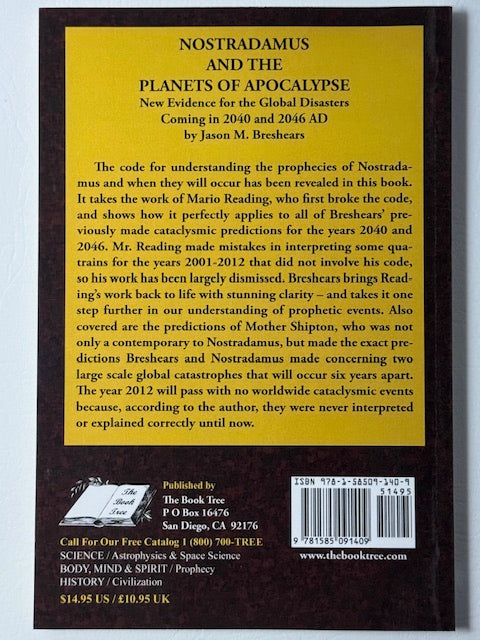 NOSTRADAMUS
AND THE
PLANETS OF APOCALYPSE
New Evidence for the Global Disasters
Coming in 2040 and 2046 AD
by Jason M. Breshears
The code for understanding the prophecies of Nostrada-
mus and when they will occur has been revealed in this book.
It takes the work of Mario Reading, who first broke the code,
and shows how it perfectly applies to all of Breshears' pre-
viously made cataclysmic predictions for the years 2040 and
2046. Mr. Reading made mistakes in interpreting some qua-
trains for the years 2001-2012 that did not involve his code,
so his work has been largely dismissed. Breshears brings Read-
ing's work back to life with stunning clarity – and takes it one
step further in our understanding of prophetic events. Also
covered are the predictions of Mother Shipton, who was not
only a contemporary to Nostradamus, but made the exact pre-
dictions Breshears and Nostradamus made concerning two
large scale global catastrophes that will occur six years apart.
The year 2012 will pass with no worldwide cataclysmic events
because, according to the author, they were never interpreted
or explained correctly until now.
The
Book
Tree
Published by
The Book Tree
P O Box 16476
San Diego, CA 92176
Call For Our Free Catalog 1 (800) 700-TREE
SCIENCE / Astrophysics & Space Science
BODY, MIND & SPIRIT / Prophecy
HISTORY / Civilization
$14.95 US / £10.95 UK
ISBN 978-1-58509-140-9
51495
9 781585 091409
www.thebooktree.com